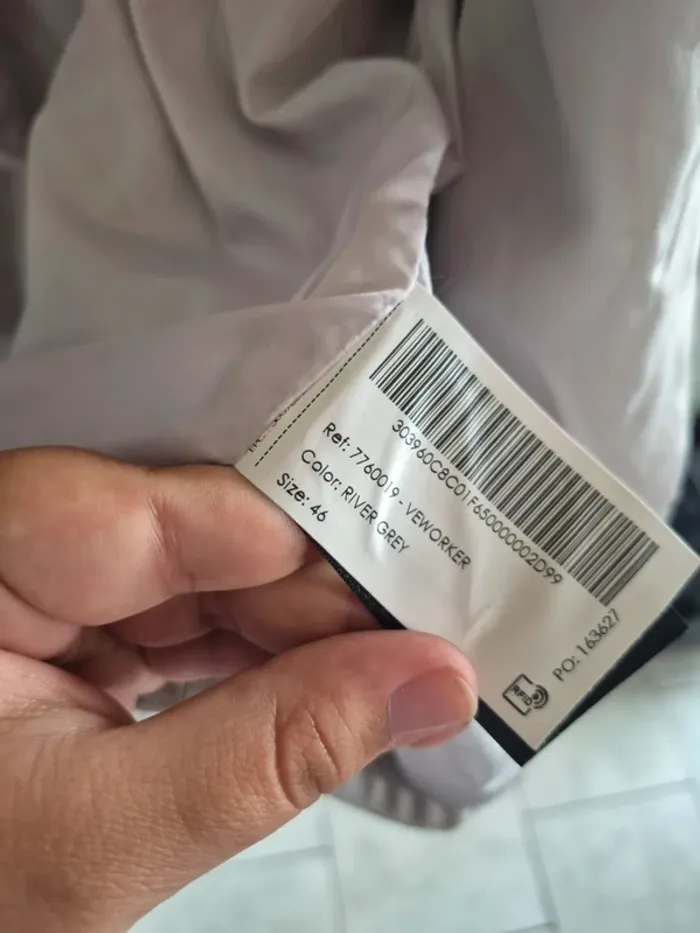 303960C8C01F650000002D99
Ref: 7760019 - VEWORKER
Color: RIVER GREY
Size: 46
PO: 163627
RFID